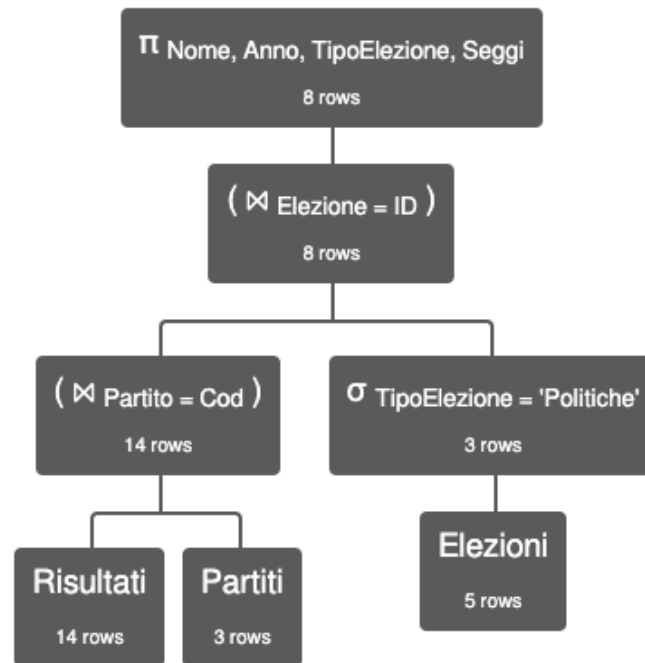 π Nome, Anno, TipoElezione, Seggi
8 rows
( ⋈ Elezione = ID )
8 rows
( ⋈ Partito = Cod )
14 rows
σ TipoElezione = 'Politiche'
3 rows
Risultati
14 rows
Partiti
3 rows
Elezioni
5 rows